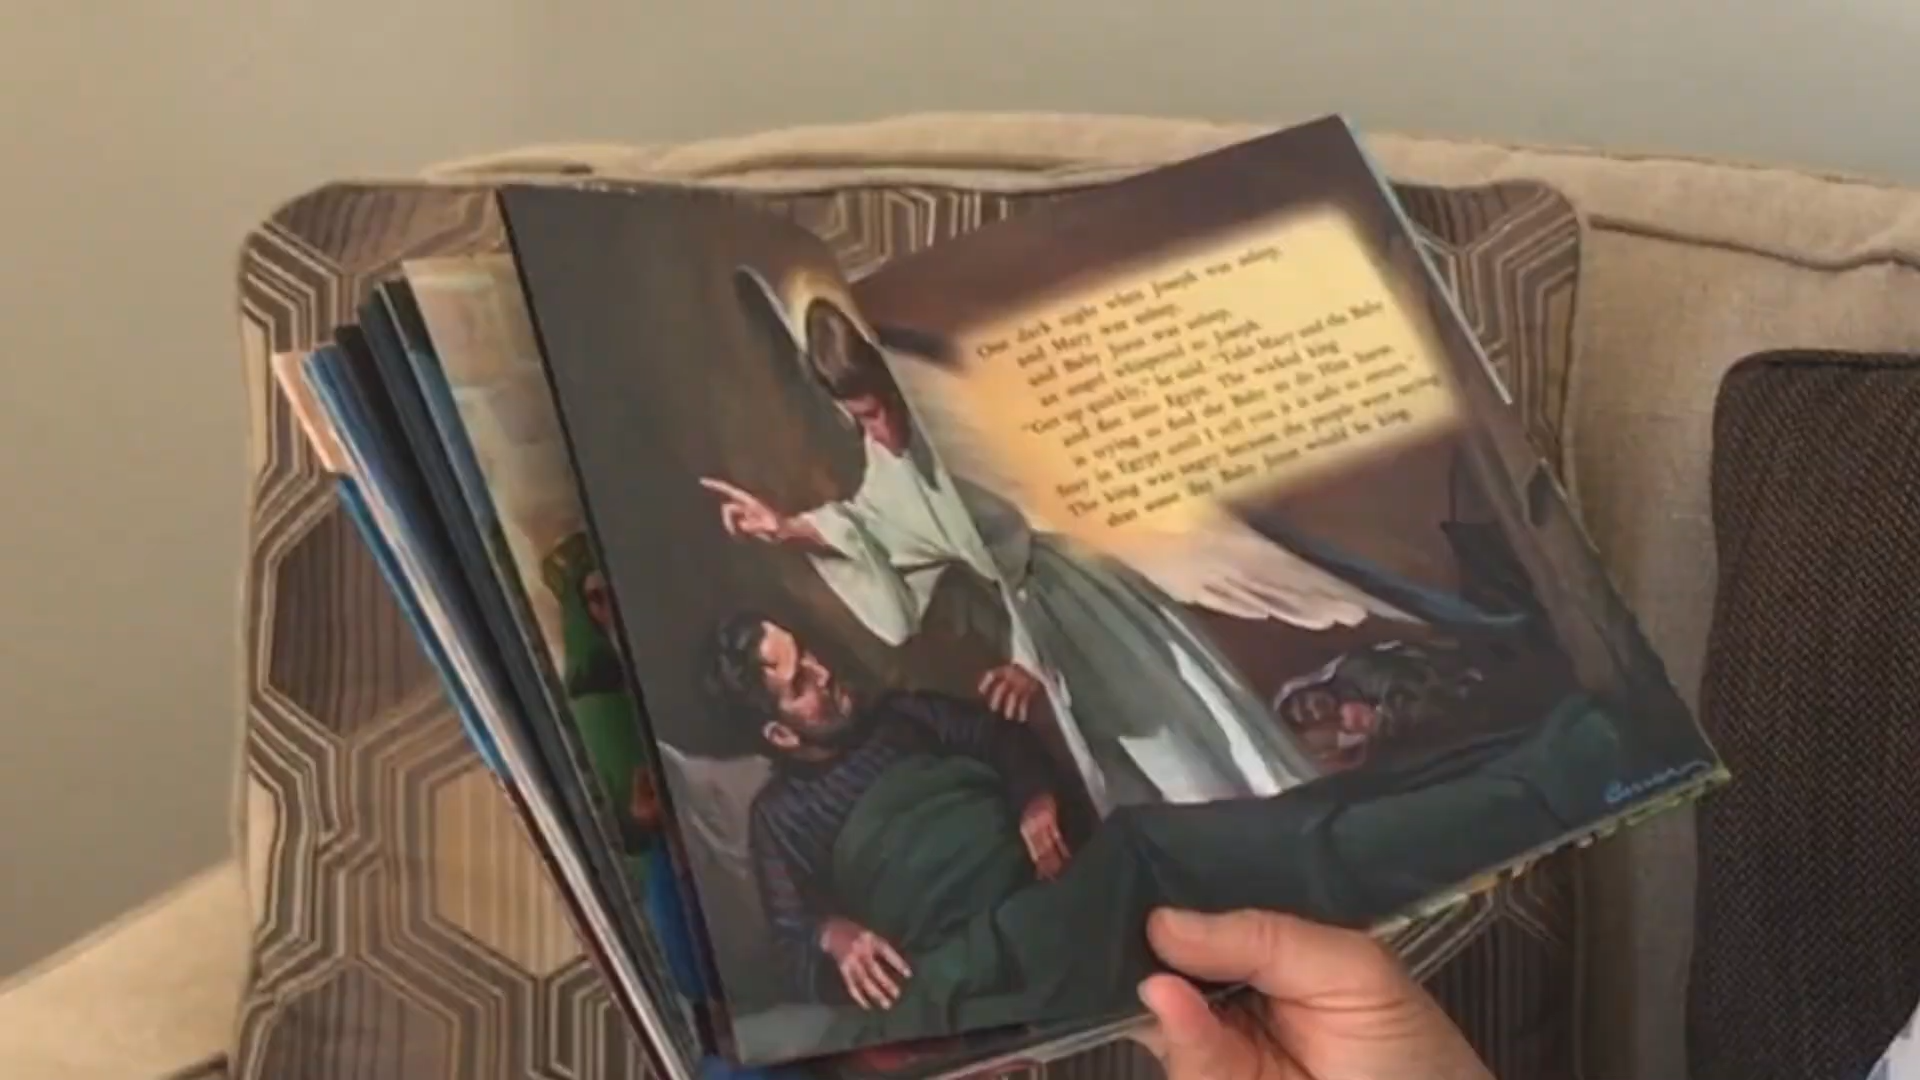 One dark night when Joseph was asleep,
and Mary was asleep,
and Baby Jesus was asleep,
an angel whispered to Joseph.
"Get up quickly," he said. "Take Mary and the Baby
and flee into Egypt. The wicked king
is trying to find the Baby to do Him harm.
Stay in Egypt until I tell you it is safe to return."
The king was angry because the people were saying
that some day Baby Jesus would be king.